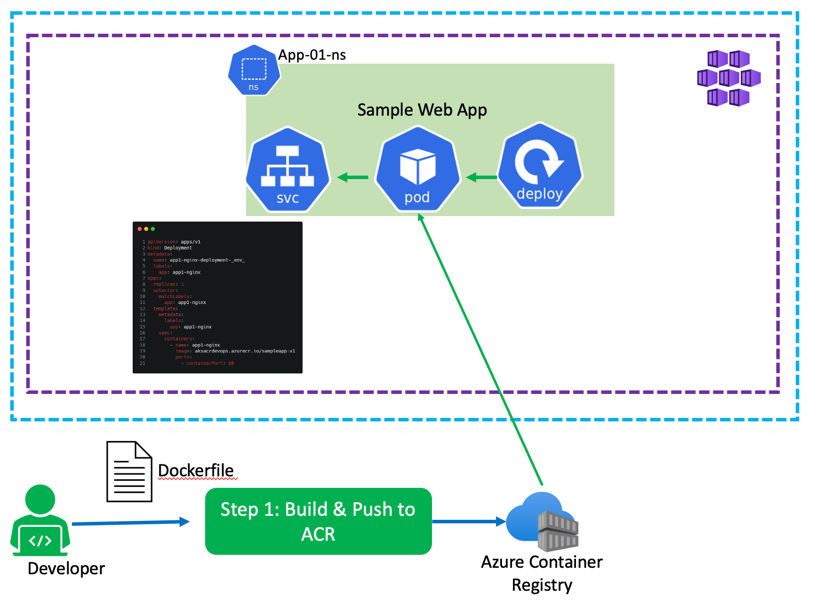 App-01-ns
ns
Sample Web App
svc
pod
deploy
1 apiVersion: apps/v1
2 kind: Deployment
3 metadata:
4 name: app1-nginx-deployment-_env_
5 labels:
6 app: app1-nginx
7 spec:
8 replicas: 1
9 selector:
10 matchLabels:
11 app: app1-nginx
12 template:
13 metadata:
14 labels:
15 app: app1-nginx
16 spec:
17 containers:
18 - name: app1-nginx
19 image: aksacrdevops.azurecr.io/sampleapp:v1
20 ports:
21 - containerPort: 80
Dockerfile
Step 1: Build & Push to
ACR
</>
Developer
Azure Container
Registry